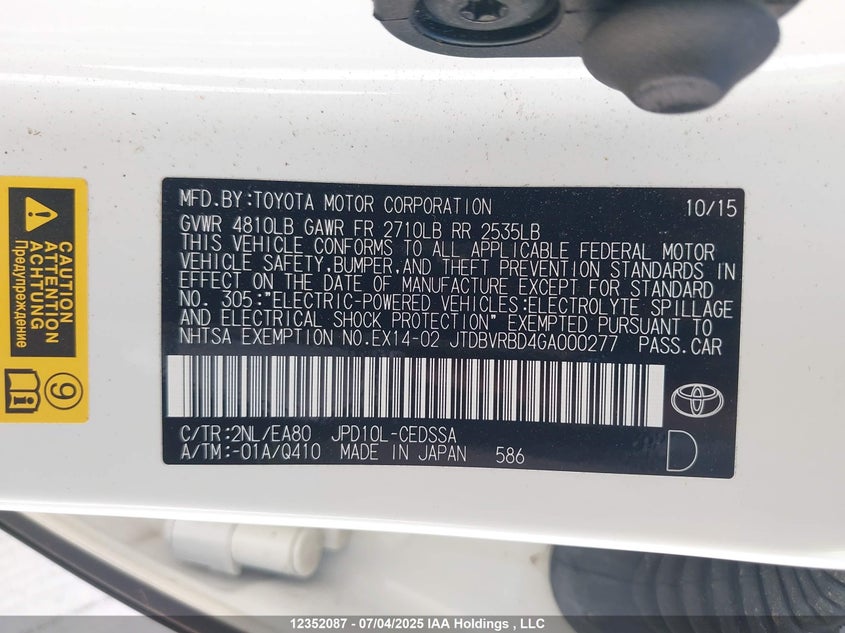 MFD.BY:TOYOTA MOTOR CORPORATION 10/15
GVWR 4810LB GAWR FR 2710LB RR 2535LB
THIS VEHICLE CONFORMS TO ALL APPLICABLE FEDERAL MOTOR
VEHICLE SAFETY,BUMPER,AND THEFT PREVENTION STANDARDS IN
EFFECT ON THE DATE OF MANUFACTURE EXCEPT FOR STANDARD
NO. 305:"ELECTRIC-POWERED VEHICLES:ELECTROLYTE SPILLAGE
AND ELECTRICAL SHOCK PROTECTION" EXEMPTED PURSUANT TO
NHTSA EXEMPTION NO.EX14-02 JTDBVRBD4GA000277 PASS.CAR
C/TR:2NL/EA80 JPD10L-CEDSSA
A/TM:-01A/Q410 MADE IN JAPAN 586
D
CAUTION
ATTENTION
ACHTUNG
Предупреждение
9
12352087 - 07/04/2025 IAA Holdings , LLC